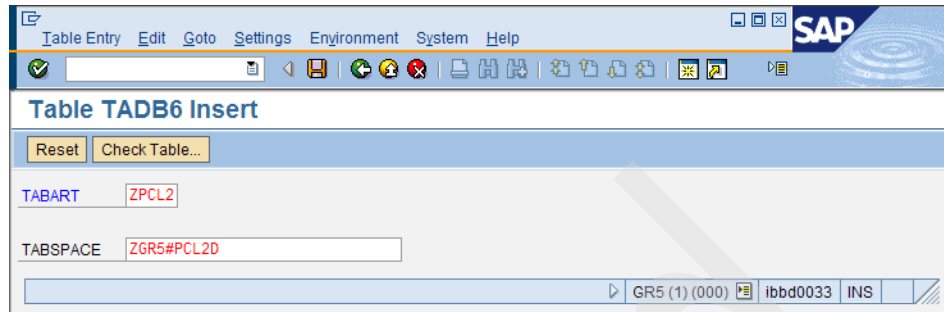 Table Entry Edit Goto Settings Environment System Help
SAP
Table TADB6 Insert
Reset Check Table...
TABART ZPCL2
TABSPACE ZGR5#PCL2D
GR5 (1) (000) ibbd0033 INS